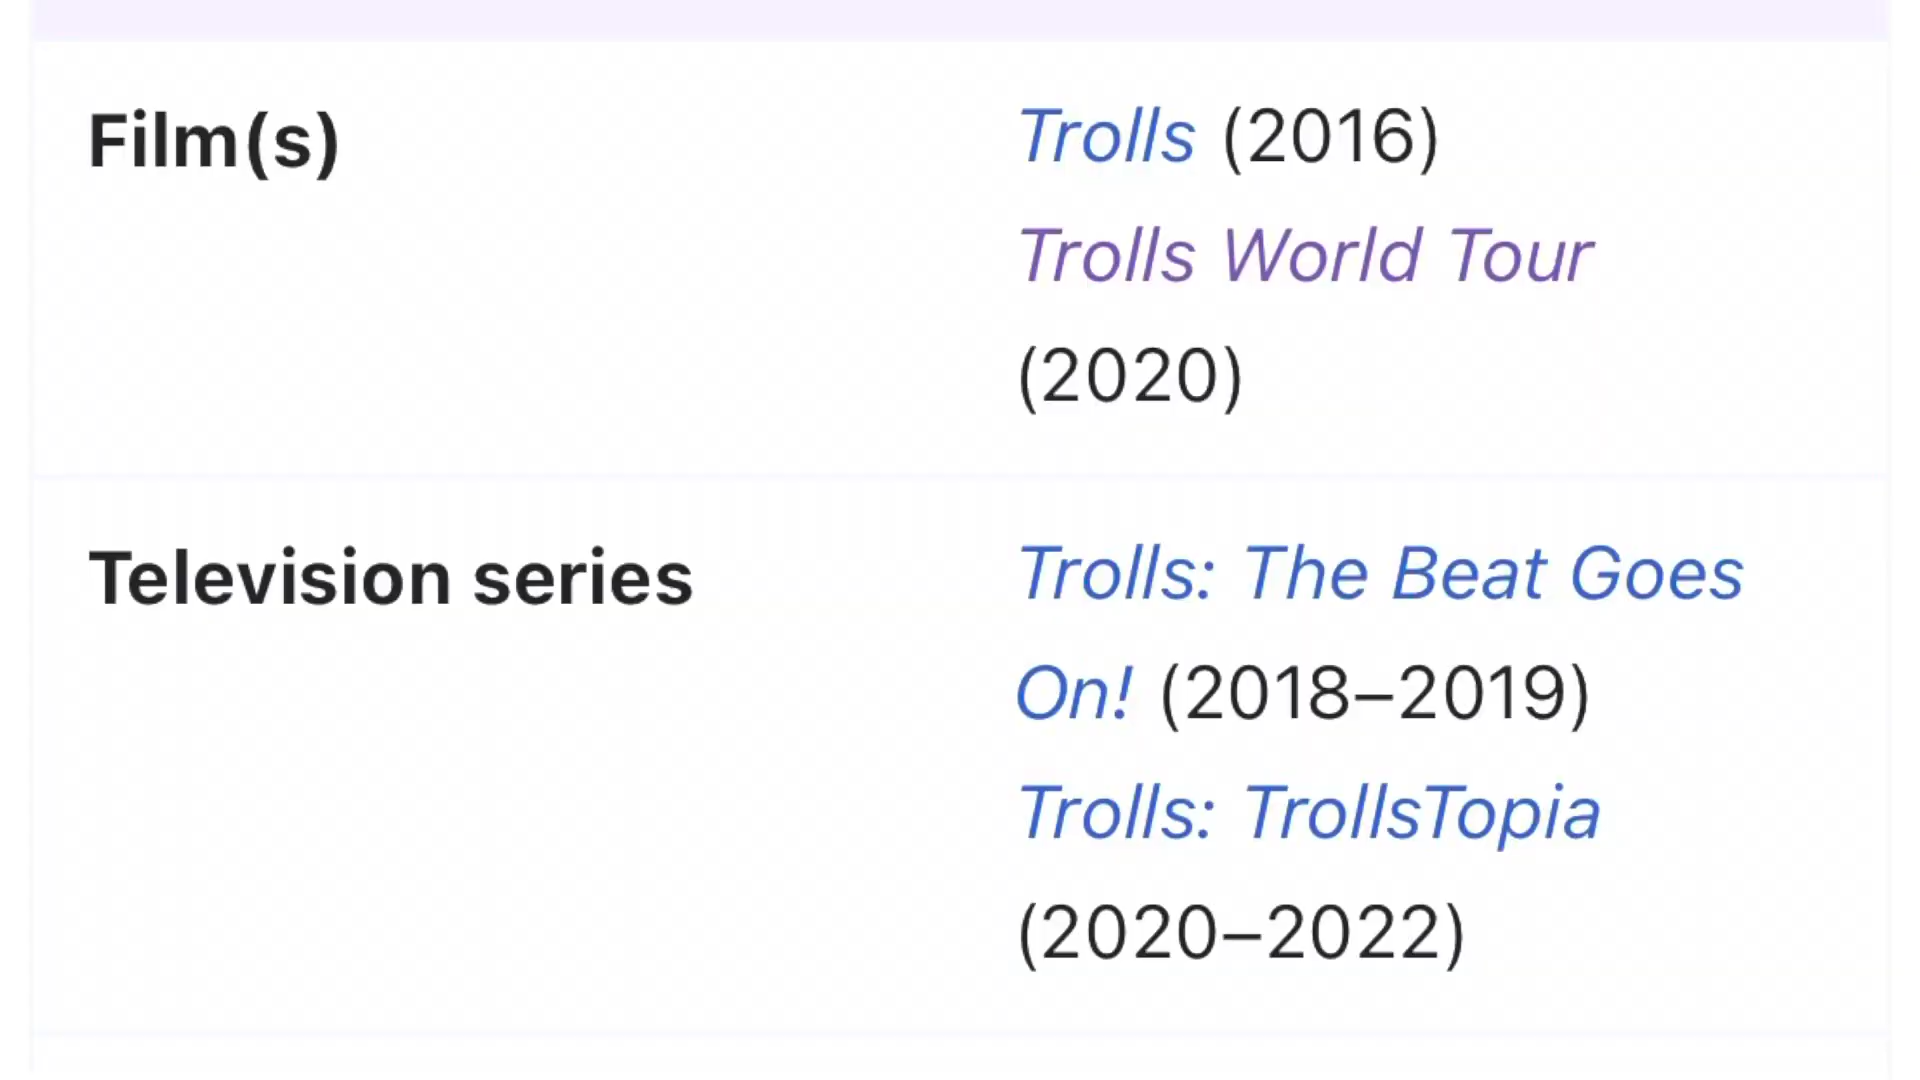 Film(s)
Trolls (2016)
Trolls World Tour
(2020)
Television series
Trolls: The Beat Goes
On! (2018–2019)
Trolls: TrollsTopia
(2020–2022)